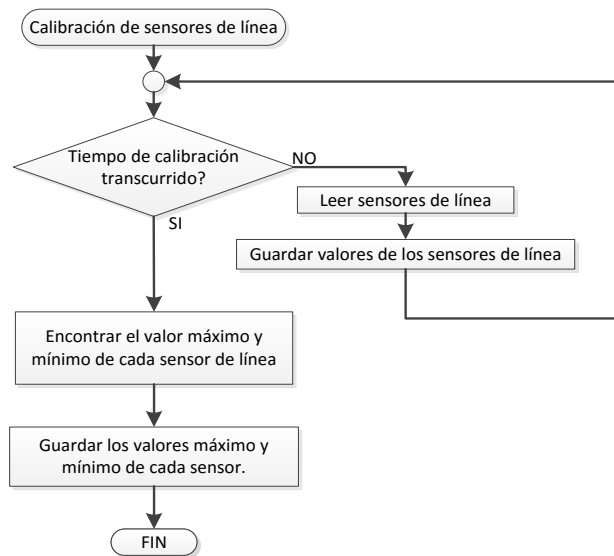 Calibración de sensores de línea
Tiempo de calibración
transcurrido?
NO
Leer sensores de línea
SI
Guardar valores de los sensores de línea
Encontrar el valor máximo y
mínimo de cada sensor de línea
Guardar los valores máximo y
mínimo de cada sensor.
FIN